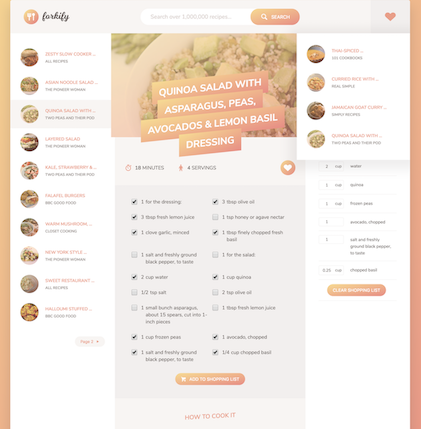 forkify
Search over 1,000,000 recipes...
SEARCH
ZESTY SLOW COOKER ...
ALL RECIPES
ASIAN NOODLE SALAD ...
THE PIONEER WOMAN
QUINOA SALAD WITH ...
TWO PEAS AND THEIR POD
LAYERED SALAD
THE PIONEER WOMAN
KALE, STRAWBERRY & ...
TWO PEAS AND THEIR POD
FALAFEL BURGERS
BBC GOOD FOOD
WARM MUSHROOM, ...
CLOSET COOKING
NEW YORK STYLE ...
THE PIONEER WOMAN
SWEET RESTAURANT ...
ALL RECIPES
HALLOUMI STUFFED ...
BBC GOOD FOOD
Page 2
QUINOA SALAD WITH
ASPARAGUS, PEAS,
AVOCADOS & LEMON BASIL
DRESSING
18 MINUTES
4 SERVINGS
1 for the dressing:
3 tbsp olive oil
3 tbsp fresh lemon juice
1 tsp honey or agave nectar
1 clove garlic, minced
1 tbsp finely chopped fresh
basil
1 salt and freshly
ground black
pepper, to taste
1 for the salad:
2 cup water
1 cup quinoa
1/2 tsp salt
2 tsp olive oil
1 small bunch asparagus,
about 15 spears, cut into 1-
inch pieces
1 tbsp fresh lemon juice
1 cup frozen peas
1 avocado, chopped
1 salt and freshly
ground black
pepper, to taste
1/4 cup chopped basil
ADD TO SHOPPING LIST
HOW TO COOK IT
THAI-SPICED ...
101 COOKBOOKS
CURRIED RICE WITH ...
REAL SIMPLE
JAMAICAN GOAT CURRY ...
SIMPLY RECIPES
QUINOA SALAD WITH ...
TWO PEAS AND THEIR POD
1 cup water
1 cup quinoa
1 cup frozen peas
1 avocado, chopped
1 salt and freshly
ground black
pepper, to taste
0.25 cup chopped basil
CLEAR SHOPPING LIST